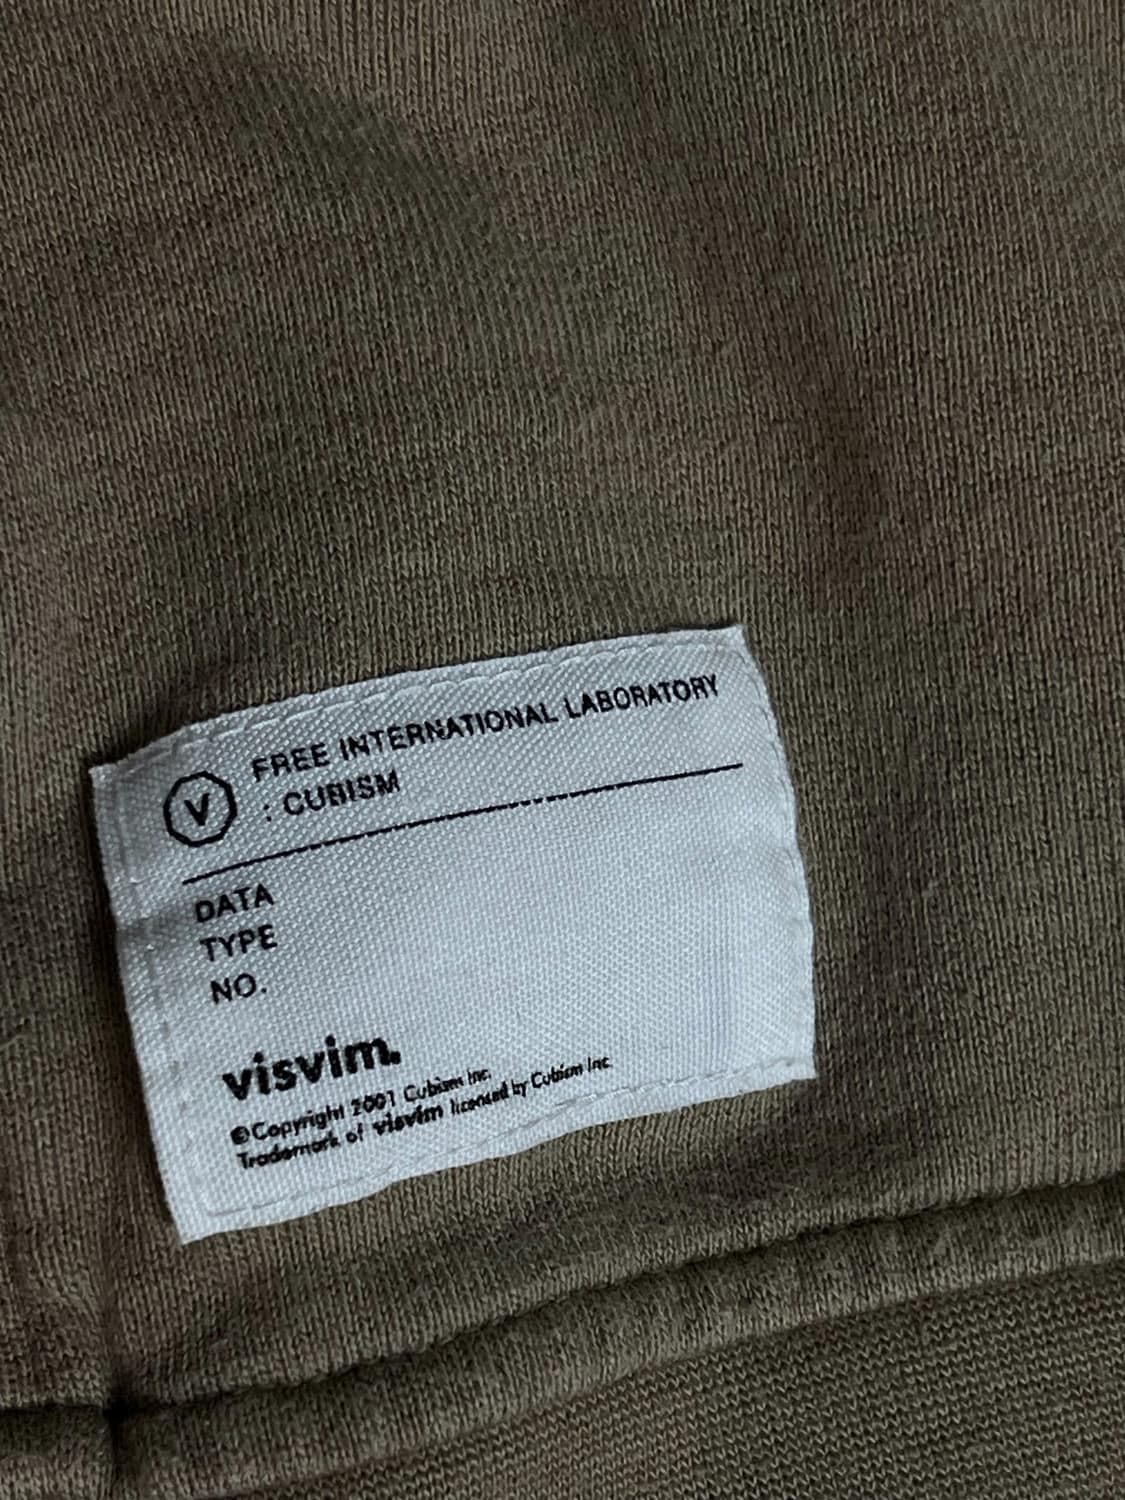 V
FREE INTERNATIONAL LABORATORY
: CUBISM
DATA
TYPE
NO.
visvim.
©Copyright 2001 Cubism Inc.
Trademark of visvim licensed by Cubism Inc.